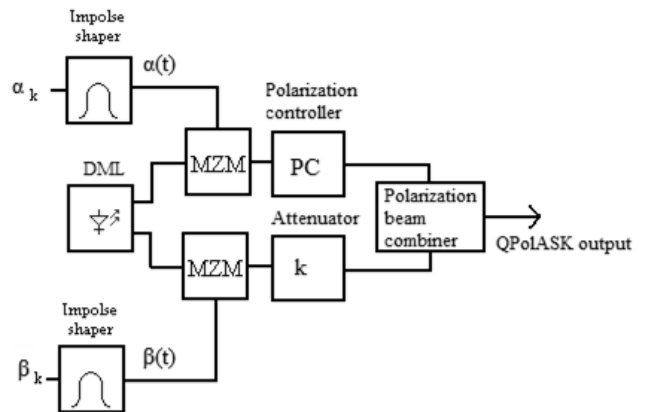 Impolse
shaper
α k
α(t)
Polarization
controller
MZM
PC
DML
Polarization
beam
combiner
QPolASK output
Attenuator
MZM
k
Impolse
shaper
β(t)
β k